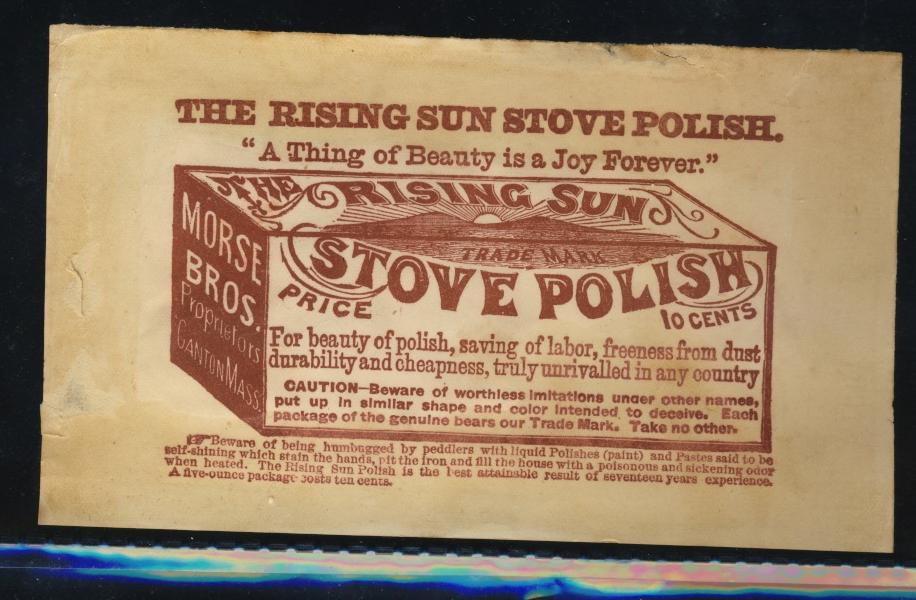 THE RISING SUN STOVE POLISH.
"A Thing of Beauty is a Joy Forever."
THE RISING SUN
TRADE MARK
STOVE POLISH
PRICE 10 CENTS
MORSE
BROS.
Proprietors
CANTON MASS.
For beauty of polish, saving of labor, freeness from dust
durability and cheapness, truly unrivalled in any country
CAUTION—Beware of worthless imitations under other names,
put up in similar shape and color intended to deceive. Each
package of the genuine bears our Trade Mark. Take no other.
☞Beware of being humbugged by peddlers with liquid Polishes (paint) and Pastes said to be
self-shining which stain the hands, pit the iron and fill the house with a poisonous and sickening odor
when heated. The Rising Sun Polish is the best attainable result of seventeen years experience.
A five-ounce package costs ten cents.